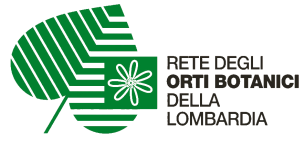 RETE DEGLI
ORTI BOTANICI
DELLA
LOMBARDIA